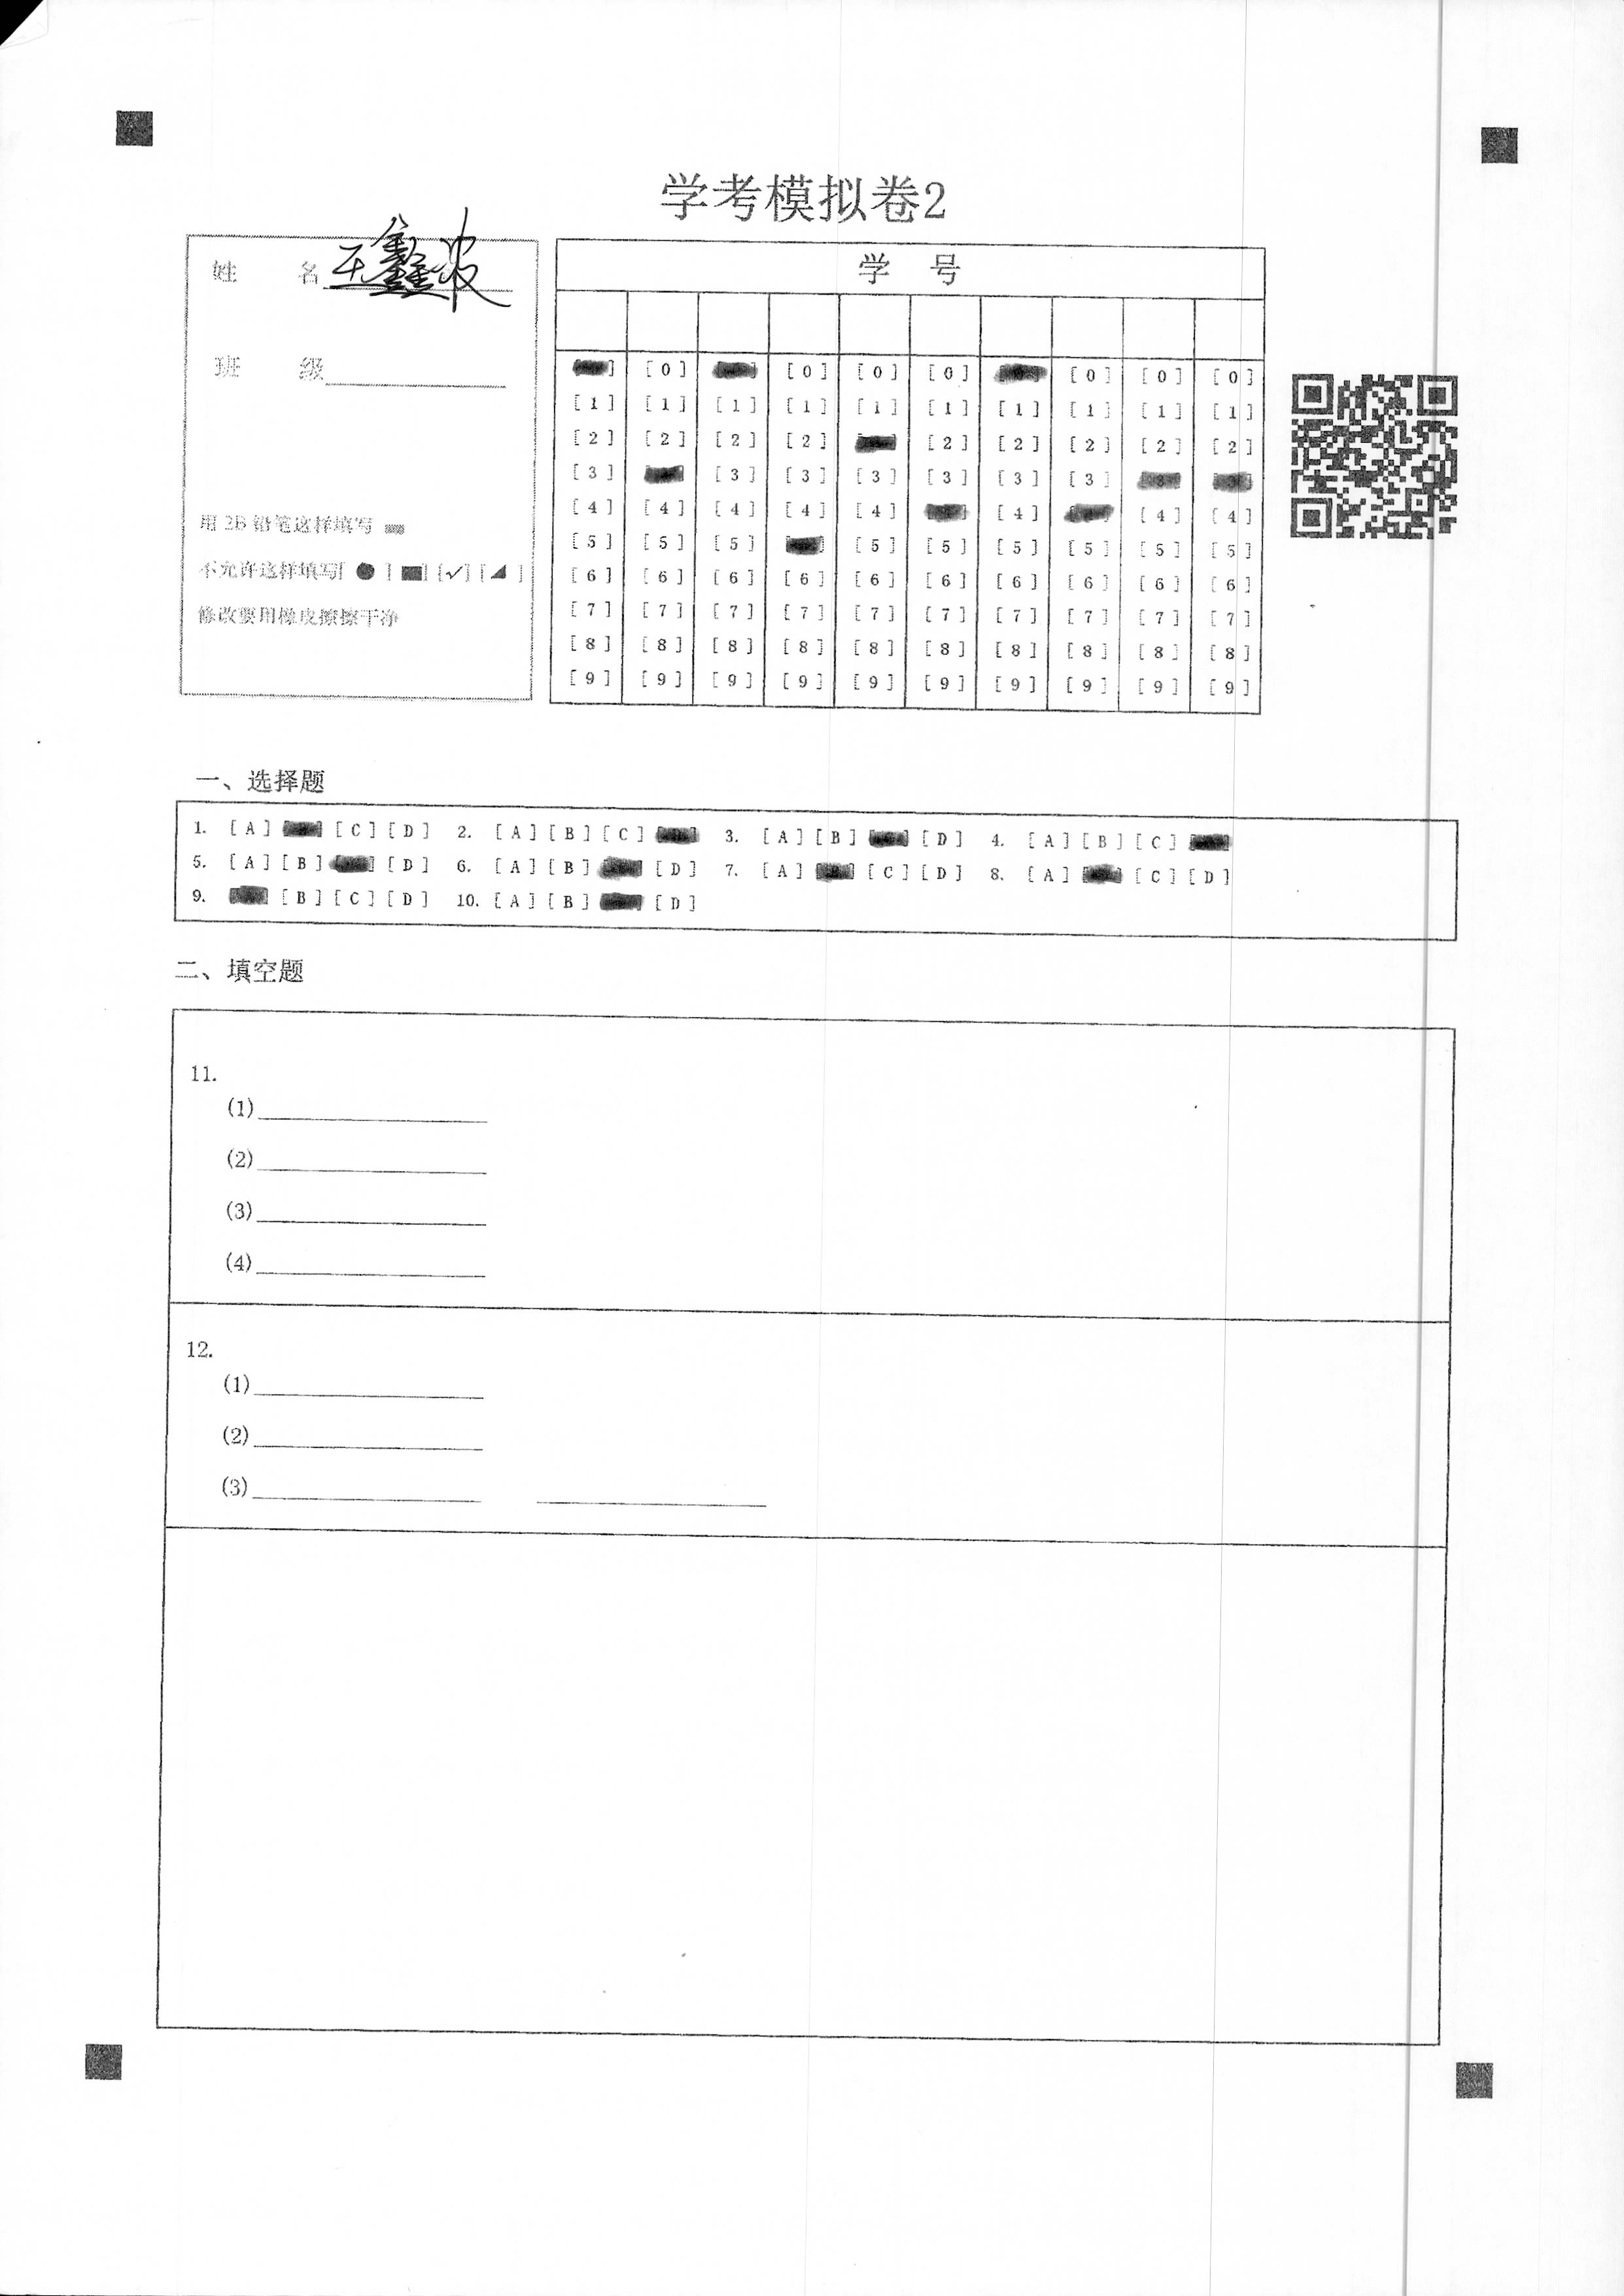 学考模拟卷2
姓 名 王鑫波
班 级
用 2B 铅笔这样填写
不允许这样填写[ ● ] [■] [✓] [◢ ]
修改要用橡皮擦擦干净
学 号
[0] [0] [0] [0] [0] [0]
[1] [1] [1] [1] [1] [1] [1] [1] [1] [1]
[2] [2] [2] [2] [2] [2] [2] [2] [2]
[3] [3] [3] [3] [3] [3] [3] [3] [3]
[4] [4] [4] [4] [4] [4] [4] [4]
[5] [5] [5] [5] [5] [5] [5] [5] [5]
[6] [6] [6] [6] [6] [6] [6] [6] [6] [6]
[7] [7] [7] [7] [7] [7] [7] [7] [7] [7]
[8] [8] [8] [8] [8] [8] [8] [8] [8] [8]
[9] [9] [9] [9] [9] [9] [9] [9] [9] [9]
一、选择题
1. [A] [C] [D] 2. [A] [B] [C] 3. [A] [B] [D] 4. [A] [B] [C]
5. [A] [B] [D] 6. [A] [B] [D] 7. [A] [C] [D] 8. [A] [C] [D]
9. [B] [C] [D] 10. [A] [B] [D]
二、填空题
11.
(1)
(2)
(3)
(4)
12.
(1)
(2)
(3)